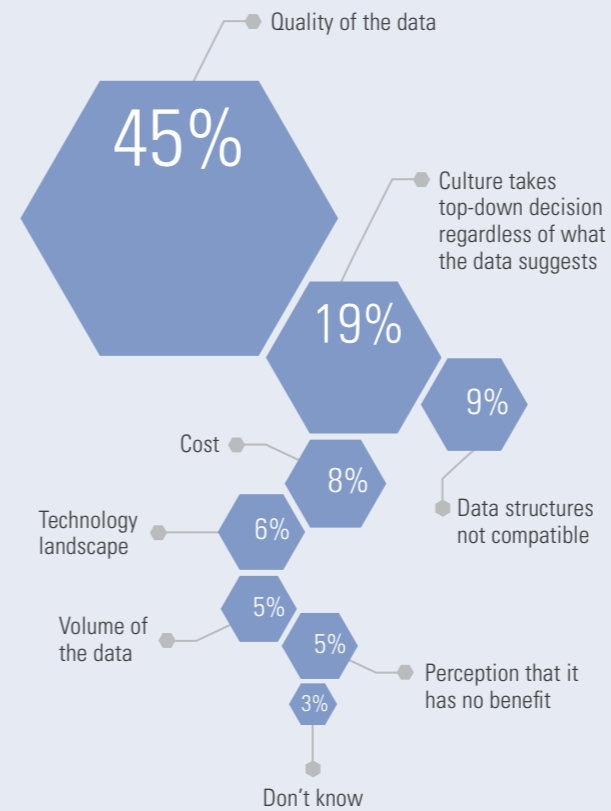 Quality of the data
45%
Culture takes
top-down decision
regardless of what
the data suggests
19%
9%
Data structures
not compatible
Cost
8%
Technology
landscape
6%
Volume of
the data
5%
5%
Perception that it
has no benefit
3%
Don't know